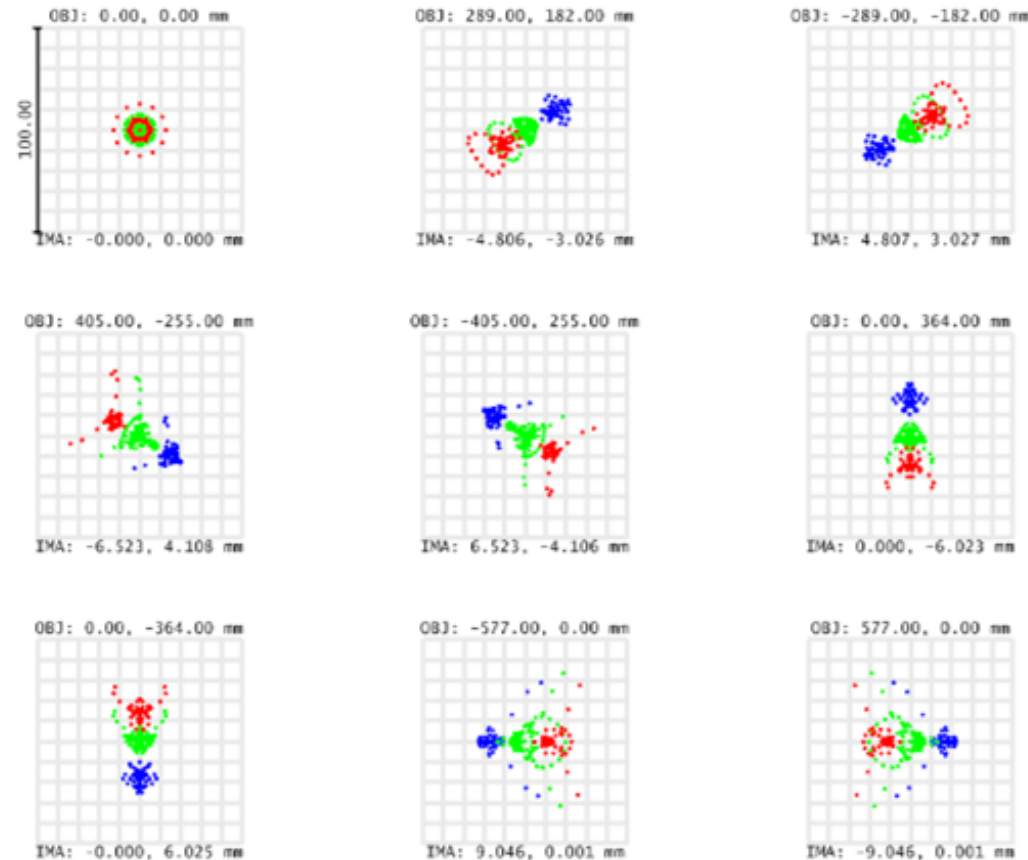 OBJ: 0.00, 0.00 mm
OBJ: 289.00, 182.00 mm
OBJ: -289.00, -182.00 mm
100.00
IMA: -0.000, 0.000 mm
IMA: -4.806, -3.026 mm
IMA: 4.807, 3.027 mm
OBJ: 405.00, -255.00 mm
OBJ: -405.00, 255.00 mm
OBJ: 0.00, 364.00 mm
IMA: -6.523, 4.108 mm
IMA: 6.523, -4.106 mm
IMA: 0.000, -6.023 mm
OBJ: 0.00, -364.00 mm
OBJ: -577.00, 0.00 mm
OBJ: 577.00, 0.00 mm
IMA: -0.000, 6.025 mm
IMA: 9.046, 0.001 mm
IMA: -9.046, 0.001 mm